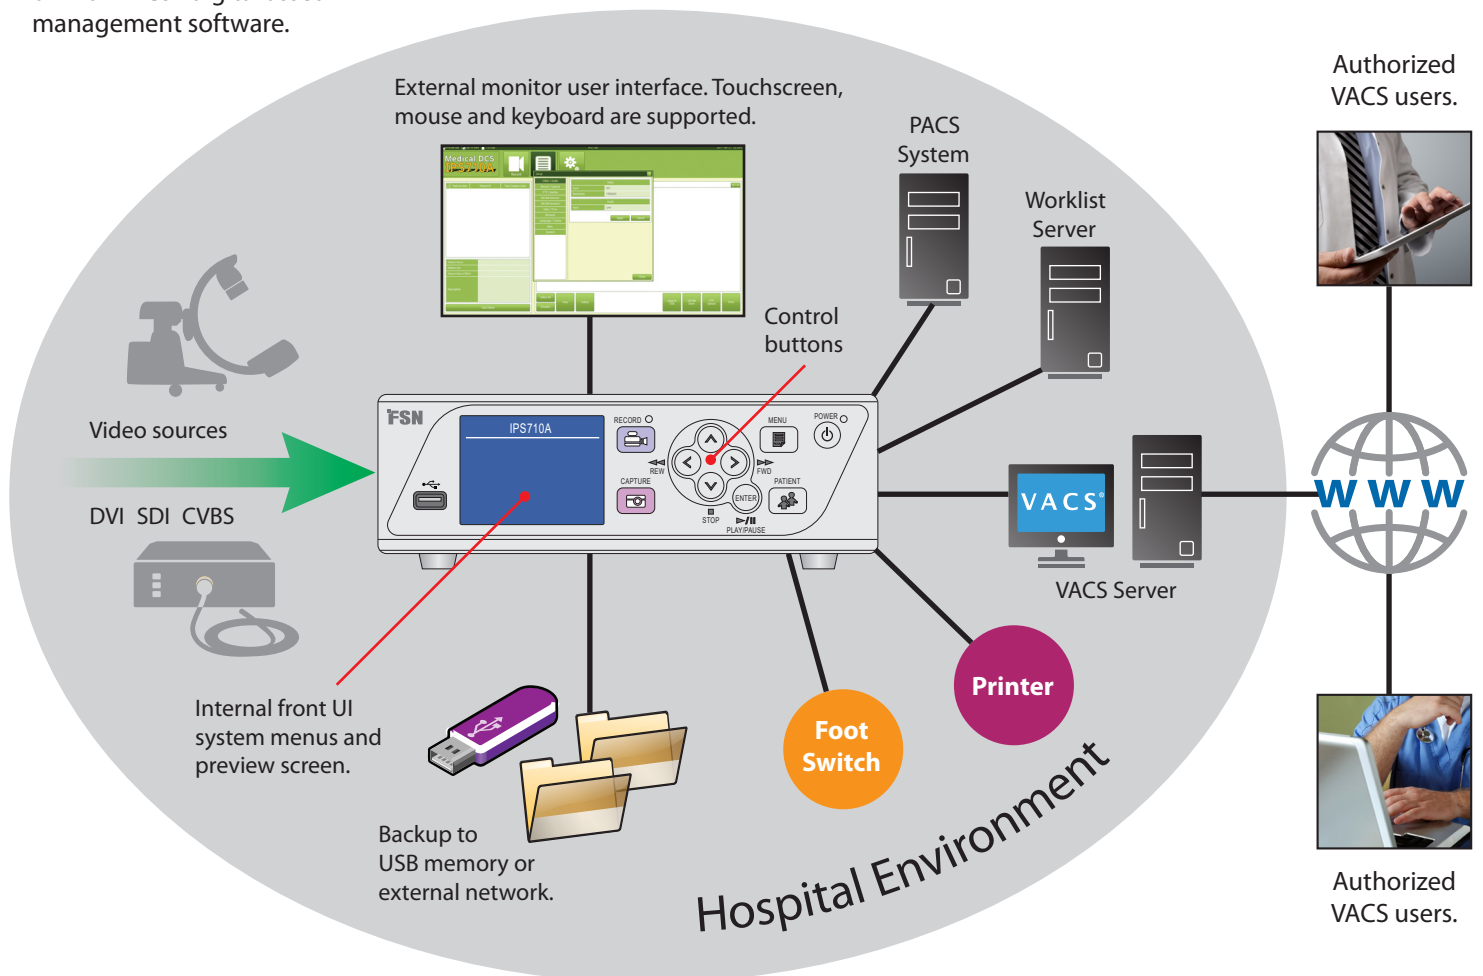 management software.
External monitor user interface. Touchscreen,
mouse and keyboard are supported.
Authorized
VACS users.
PACS
System
Worklist
Server
Medical DCS
Control
buttons
Video sources
DVI SDI CVBS
FSN
IPS710A
RECORD
CAPTURE
REW
FWD
STOP
ENTER
PLAY/PAUSE
MENU
POWER
PATIENT
VACS®
VACS Server
WWW
Internal front UI
system menus and
preview screen.
Backup to
USB memory or
external network.
Foot
Switch
Printer
Hospital Environment
Authorized
VACS users.